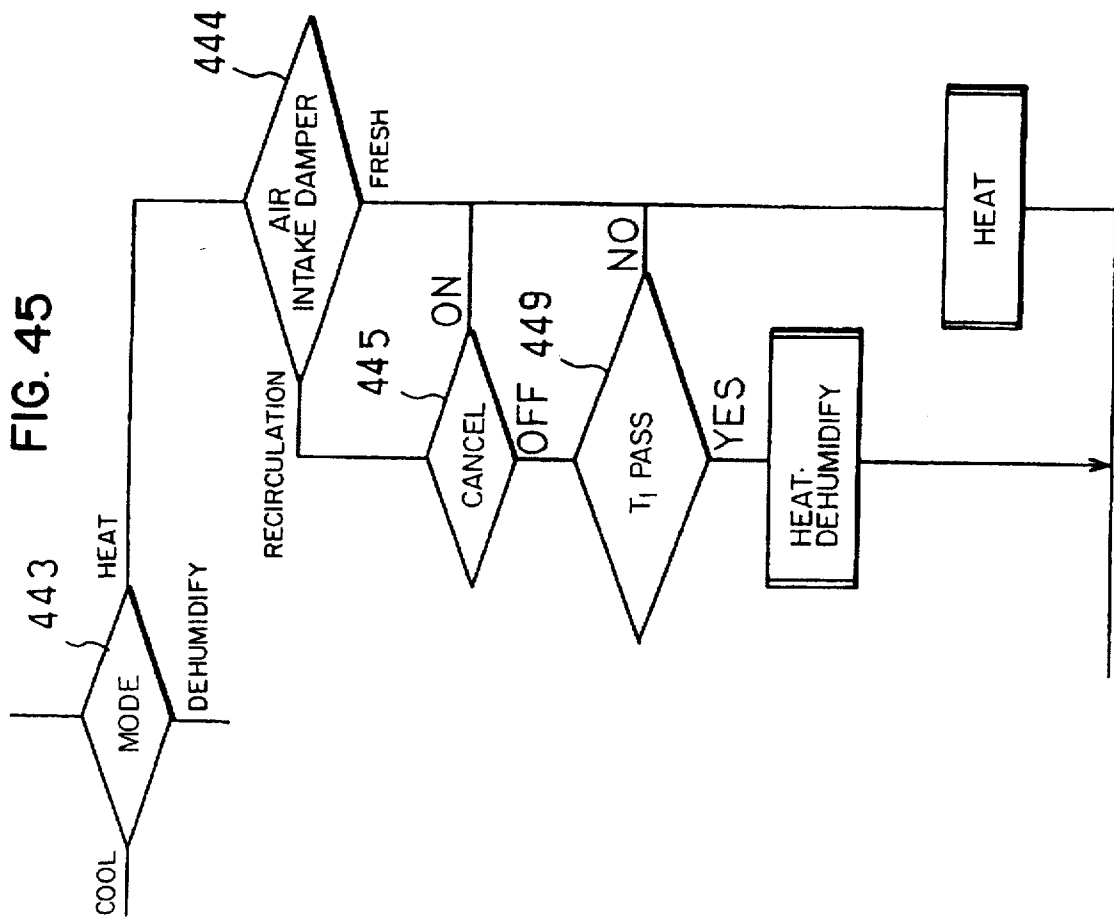 FIG. 45
443
MODE
COOL
HEAT
DEHUMIDIFY
444
AIR
INTAKE DAMPER
RECIRCULATION
FRESH
445
CANCEL
ON
OFF
449
T₁ PASS
NO
YES
HEAT·
DEHUMIDIFY
HEAT